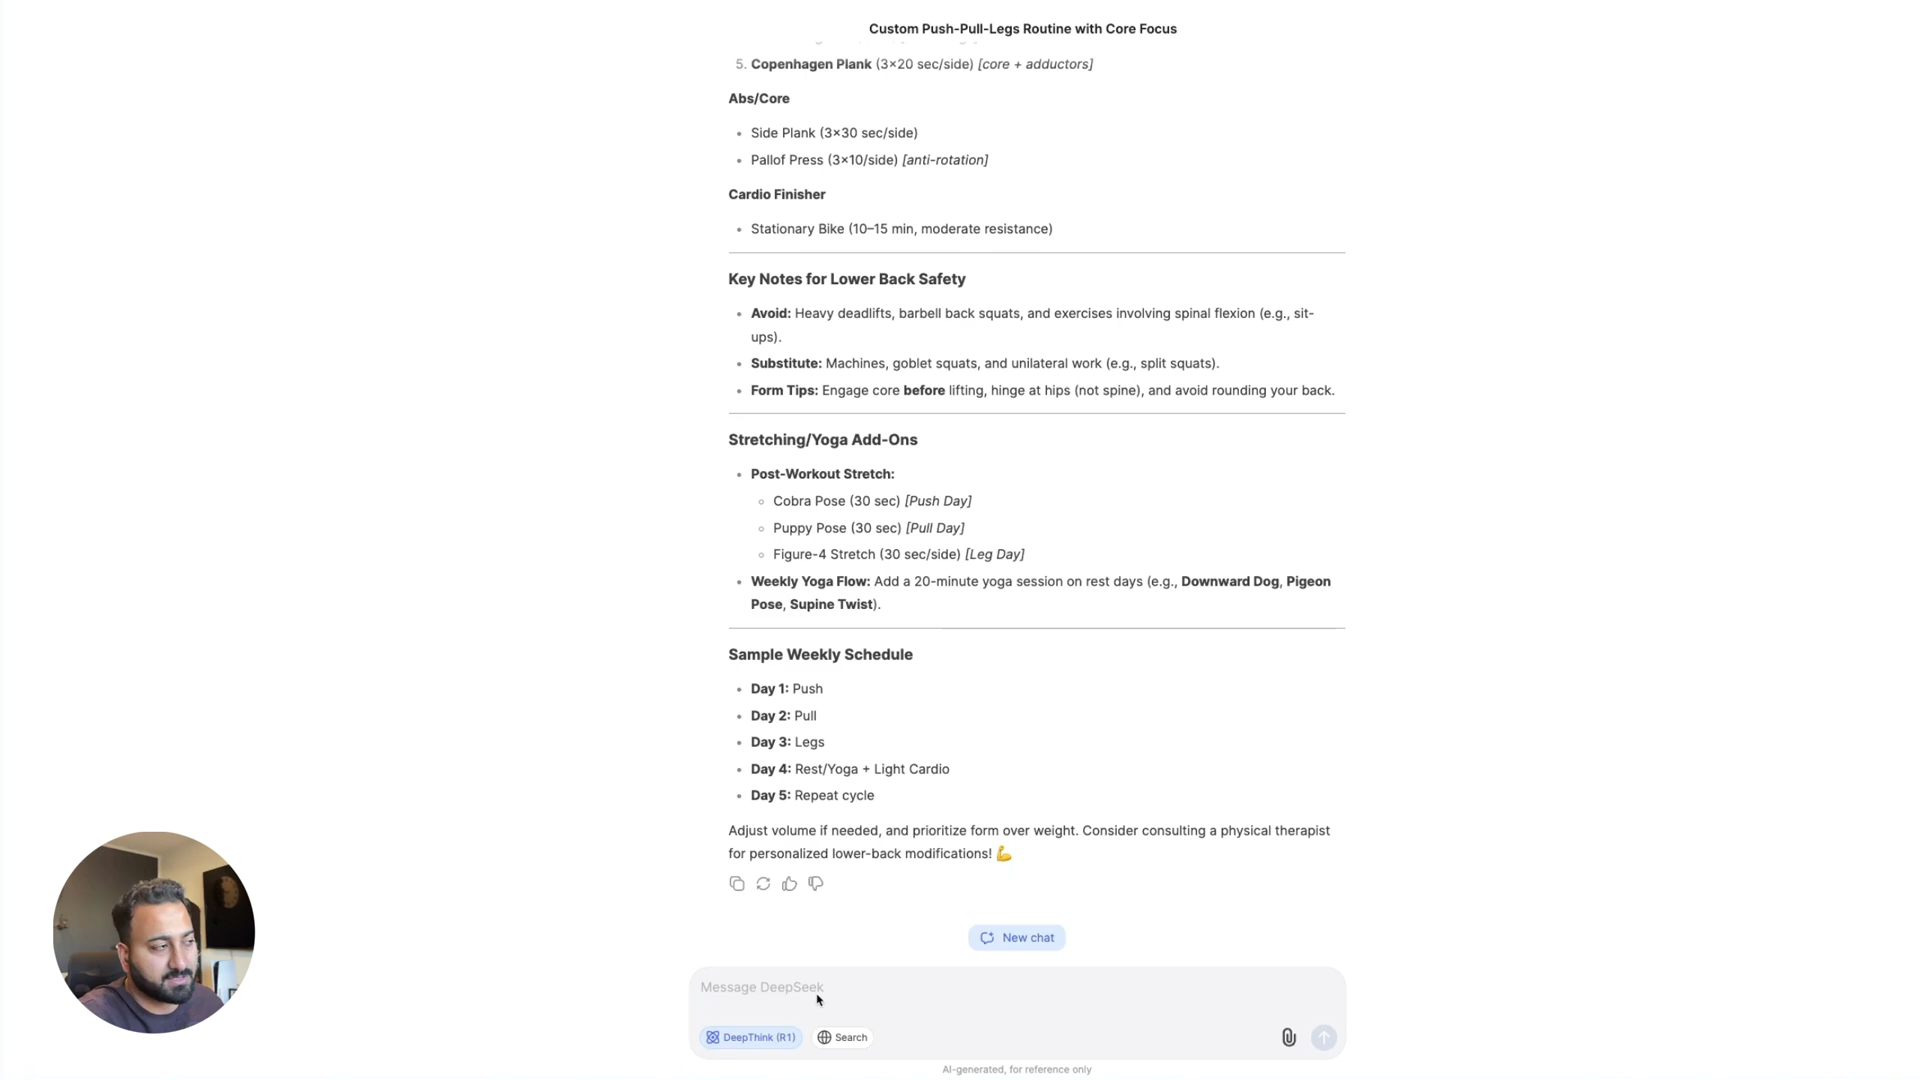 Custom Push-Pull-Legs Routine with Core Focus
5. Copenhagen Plank (3×20 sec/side) [core + adductors]
Abs/Core
• Side Plank (3×30 sec/side)
• Pallof Press (3×10/side) [anti-rotation]
Cardio Finisher
• Stationary Bike (10–15 min, moderate resistance)
Key Notes for Lower Back Safety
• Avoid: Heavy deadlifts, barbell back squats, and exercises involving spinal flexion (e.g., sit-
ups).
• Substitute: Machines, goblet squats, and unilateral work (e.g., split squats).
• Form Tips: Engage core before lifting, hinge at hips (not spine), and avoid rounding your back.
Stretching/Yoga Add-Ons
• Post-Workout Stretch:
◦ Cobra Pose (30 sec) [Push Day]
◦ Puppy Pose (30 sec) [Pull Day]
◦ Figure-4 Stretch (30 sec/side) [Leg Day]
• Weekly Yoga Flow: Add a 20-minute yoga session on rest days (e.g., Downward Dog, Pigeon
Pose, Supine Twist).
Sample Weekly Schedule
• Day 1: Push
• Day 2: Pull
• Day 3: Legs
• Day 4: Rest/Yoga + Light Cardio
• Day 5: Repeat cycle
Adjust volume if needed, and prioritize form over weight. Consider consulting a physical therapist
for personalized lower-back modifications! 💪
New chat
Message DeepSeek
DeepThink (R1)
Search
AI-generated, for reference only